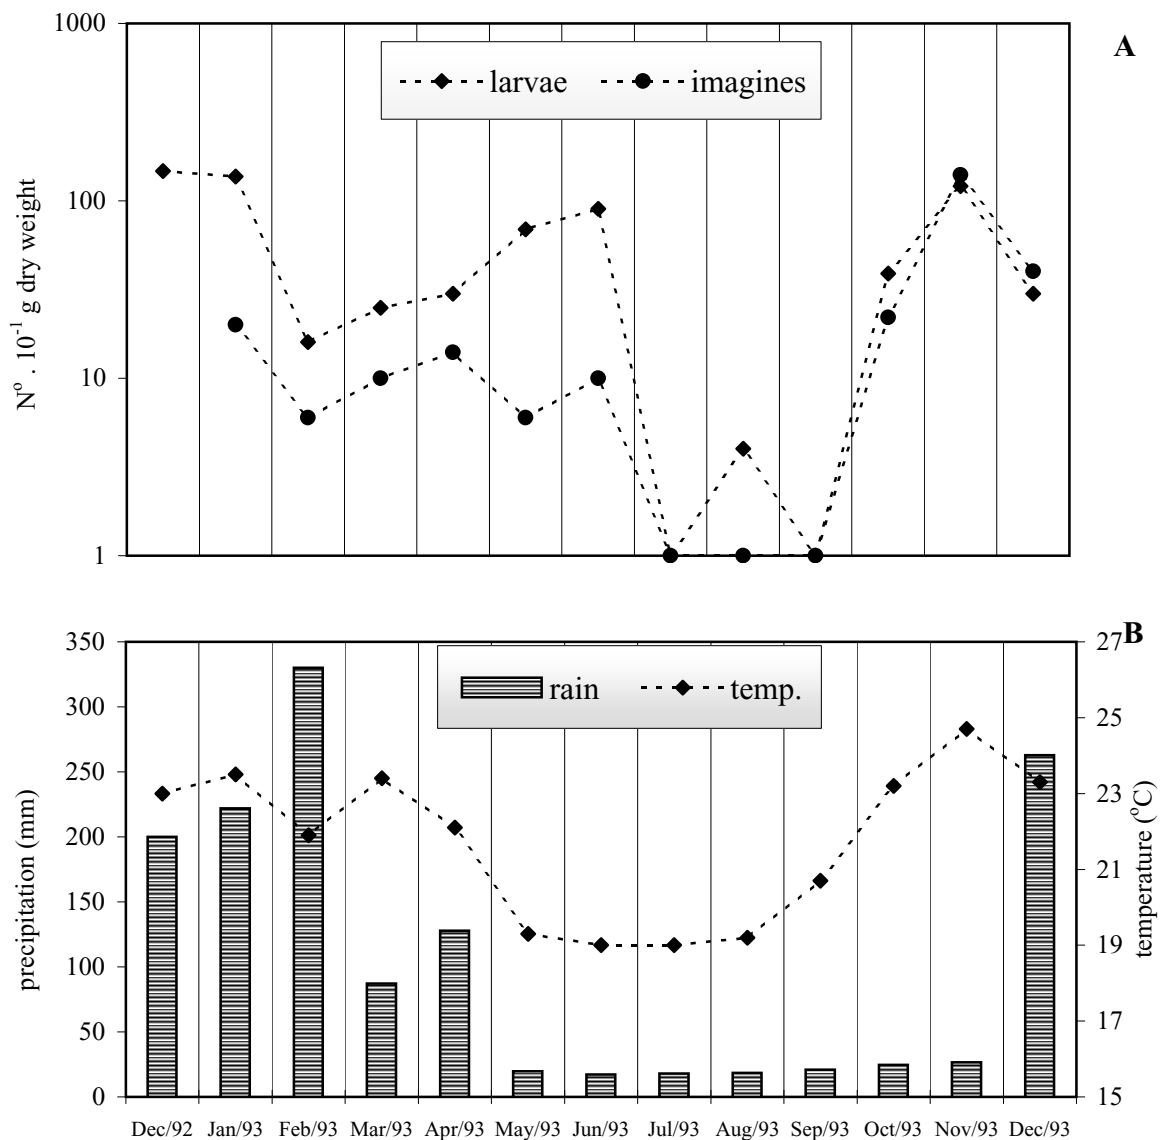 A
1000
100
10
1
Nº . 10⁻¹ g dry weight
larvae imagines
B
350
300
250
200
150
100
50
0
precipitation (mm)
rain temp.
27
25
23
21
19
17
15
temperature (ºC)
Dec/92 Jan/93 Feb/93 Mar/93 Apr/93 May/93 Jun/93 Jul/93 Aug/93 Sep/93 Oct/93 Nov/93 Dec/93